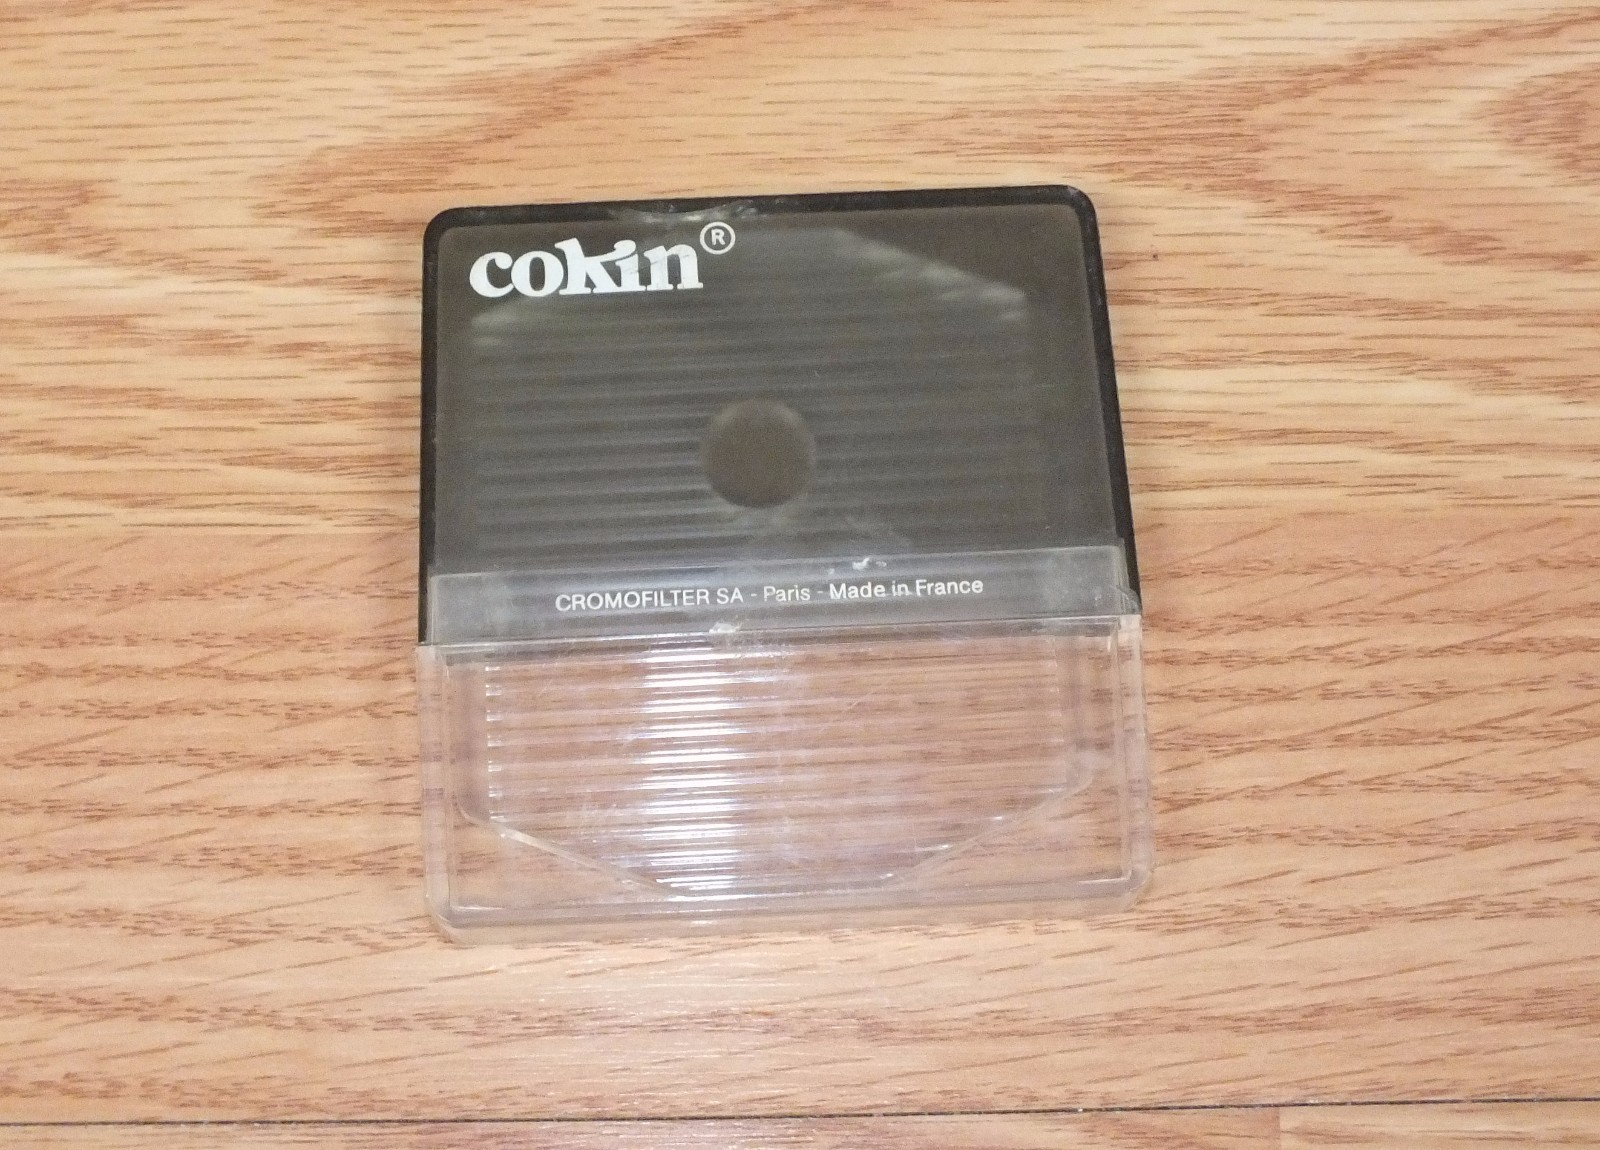 cokin®
CROMOFILTER SA - Paris - Made in France